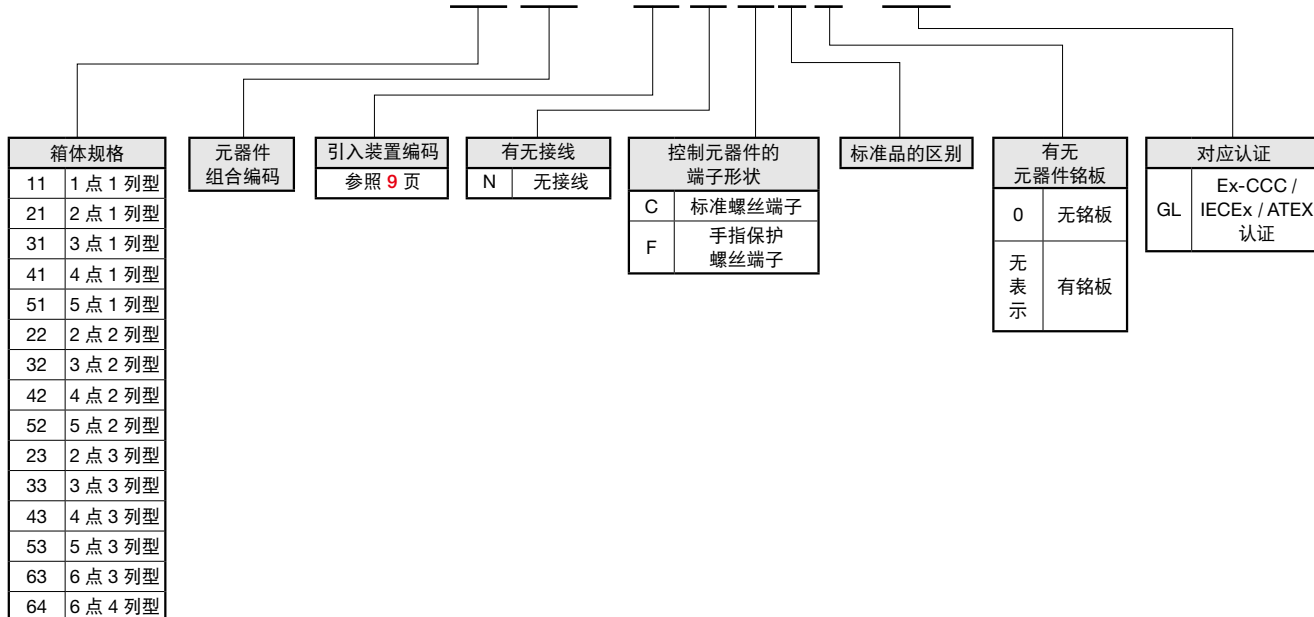 箱体规格
11 1 点 1 列型
21 2 点 1 列型
31 3 点 1 列型
41 4 点 1 列型
51 5 点 1 列型
22 2 点 2 列型
32 3 点 2 列型
42 4 点 2 列型
52 5 点 2 列型
23 2 点 3 列型
33 3 点 3 列型
43 4 点 3 列型
53 5 点 3 列型
63 6 点 3 列型
64 6 点 4 列型
元器件
组合编码
引入装置编码
参照 9 页
有无接线
N 无接线
控制元器件的
端子形状
C 标准螺丝端子
F 手指保护
螺丝端子
标准品的区别
有无
元器件铭板
0 无铭板
无
表
示
有铭板
对应认证
GL Ex-CCC /
IECEx / ATEX
认证